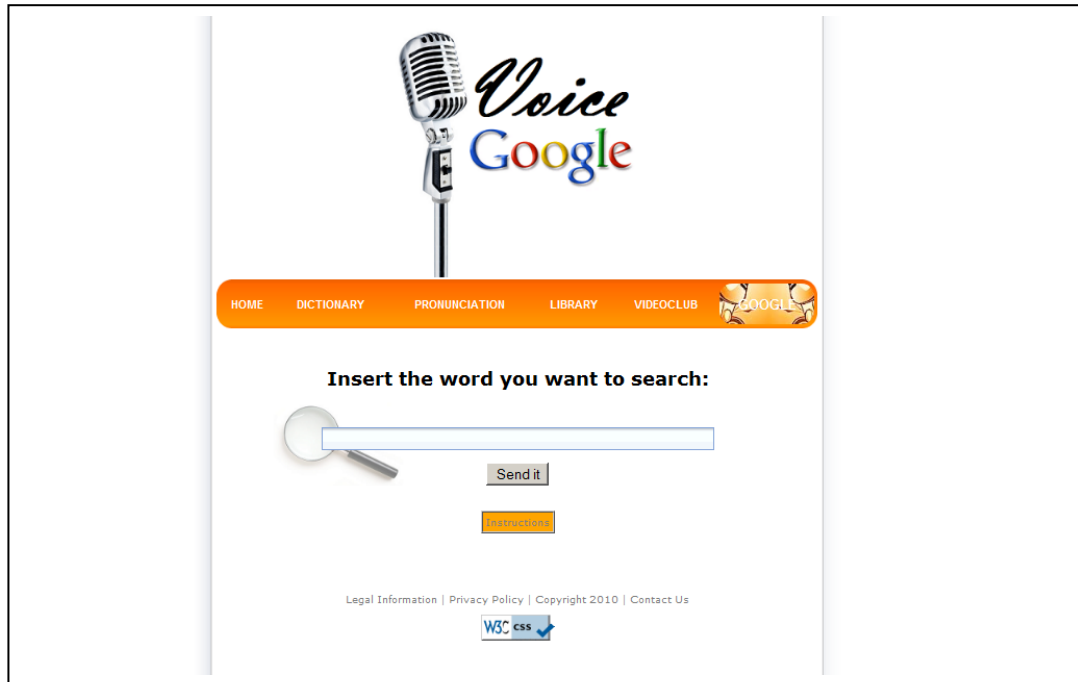 Voice
Google
HOME DICTIONARY PRONUNCIATION LIBRARY VIDEOCLUB GOOGLE
Insert the word you want to search:
Send it
Instructions
Legal Information | Privacy Policy | Copyright 2010 | Contact Us
W3C css